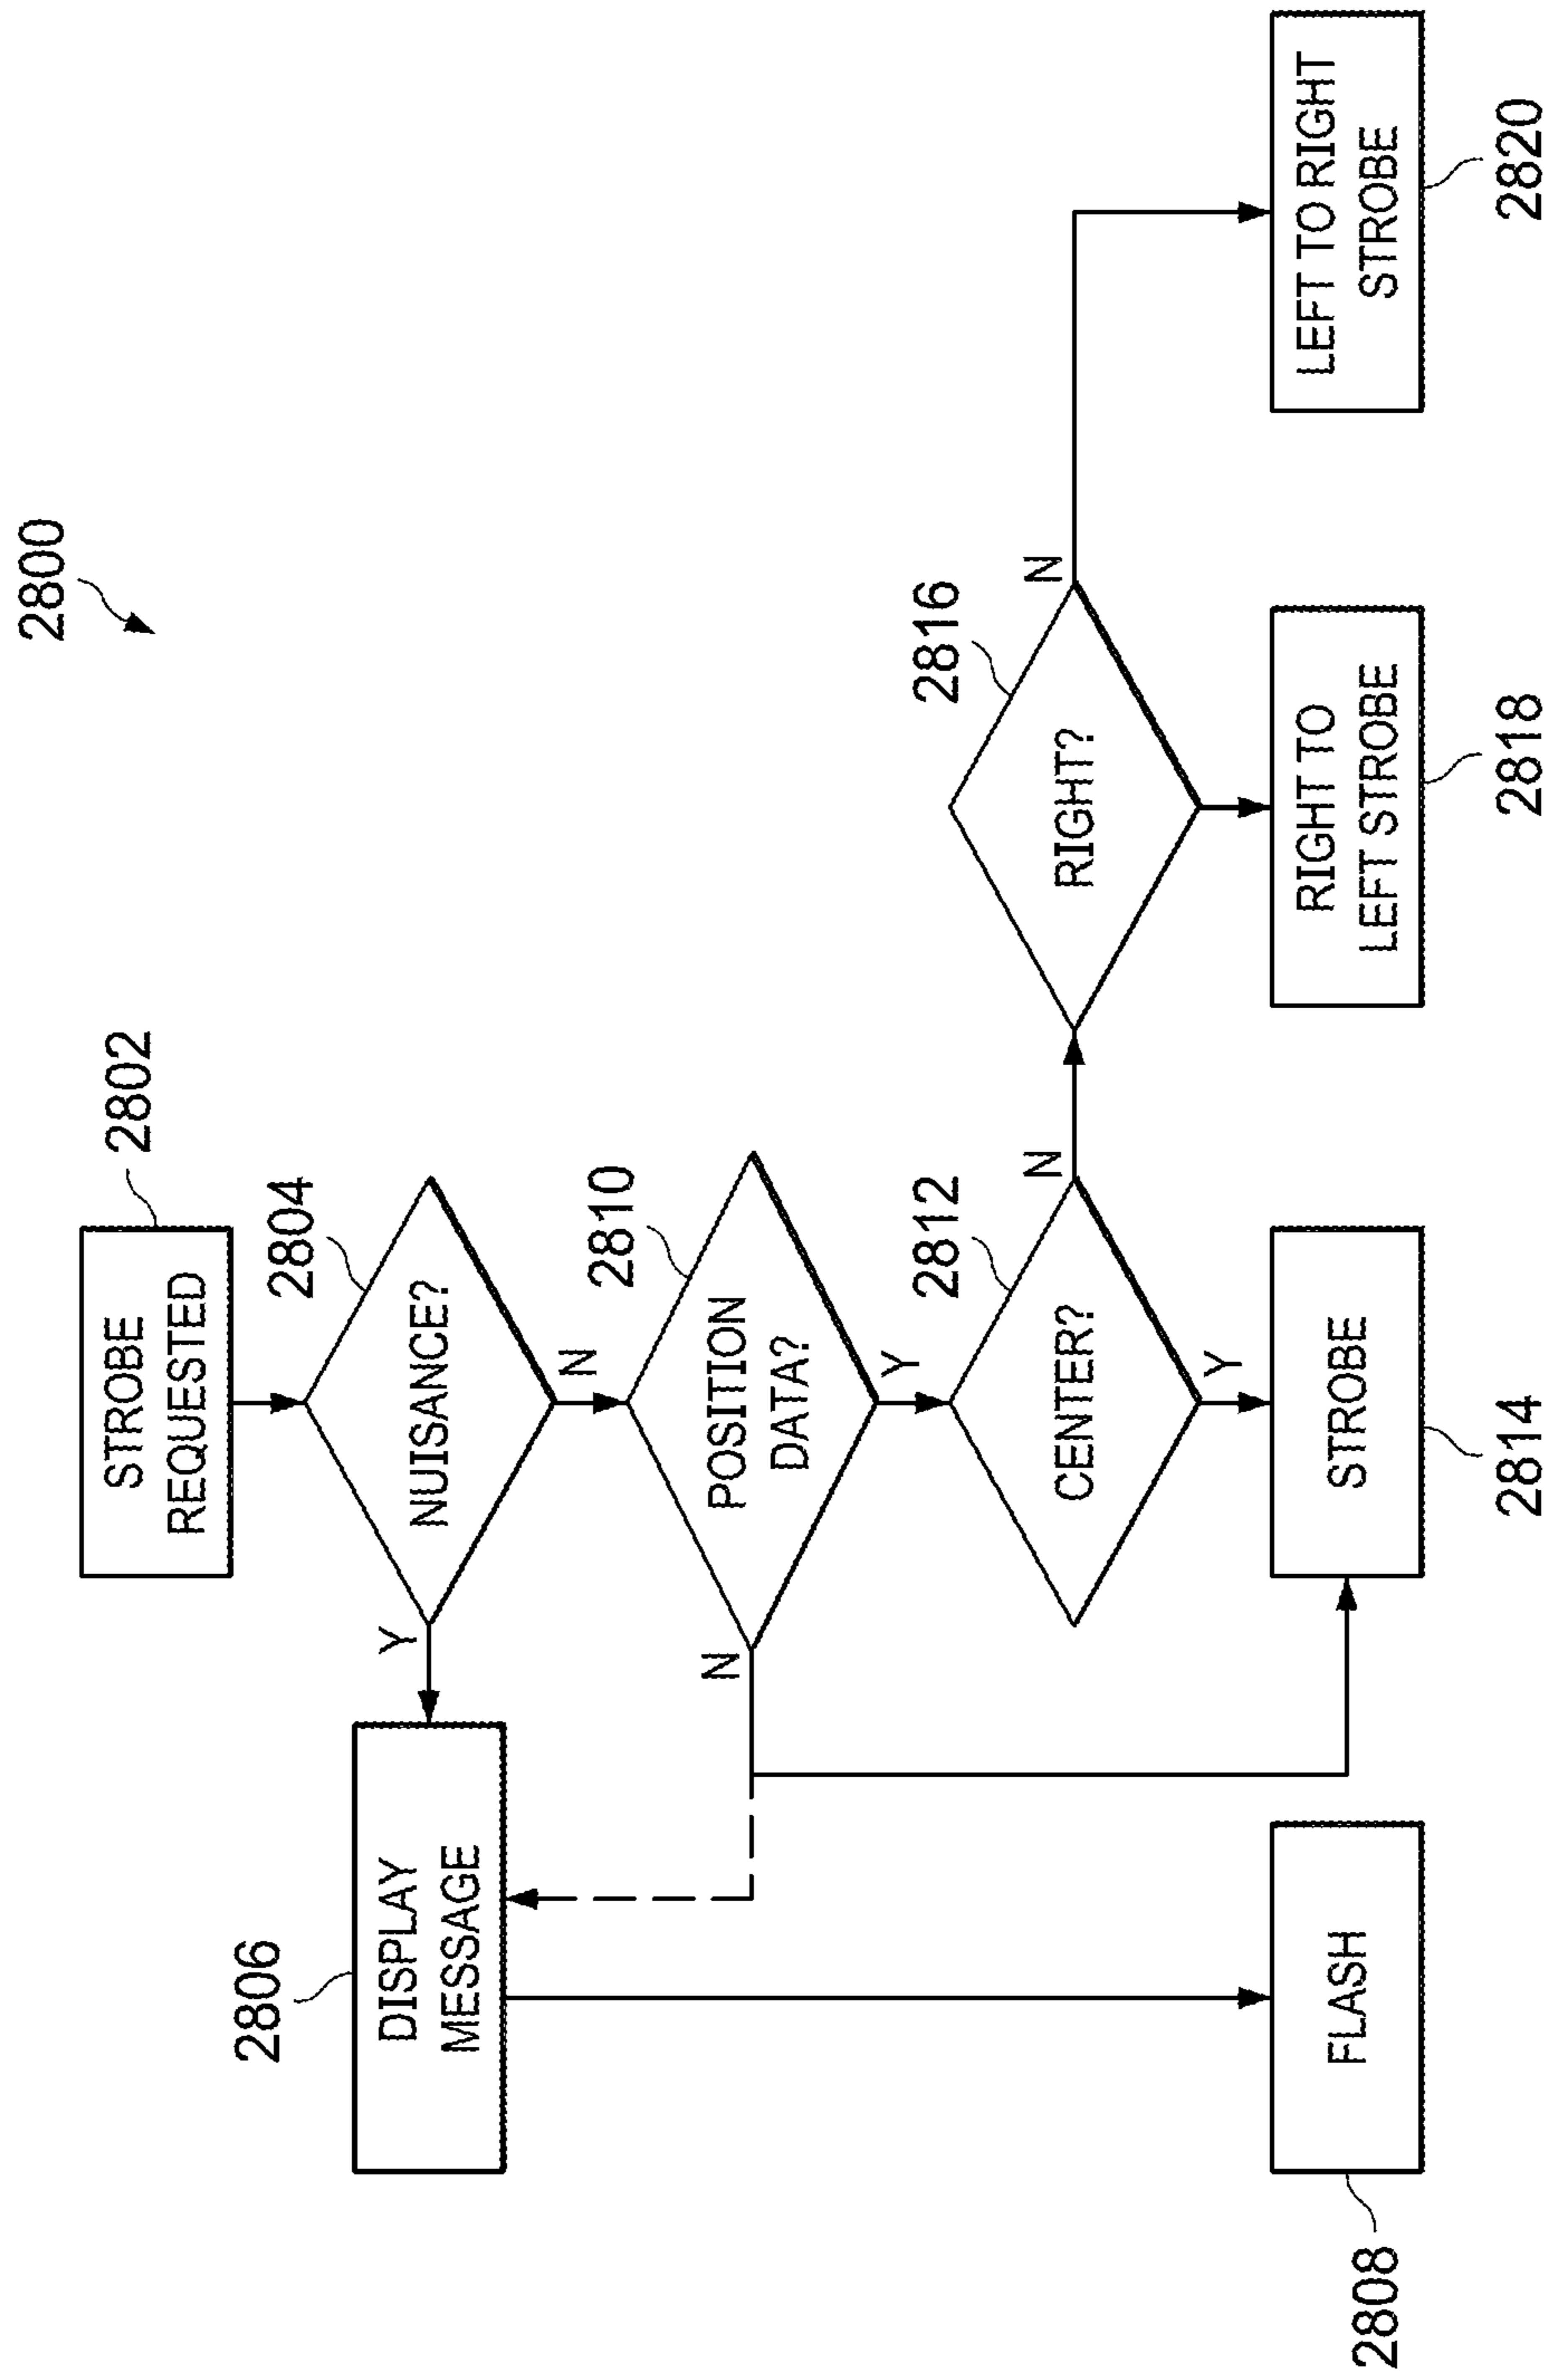 2800
STROBE
REQUESTED
2802
NUISANCE?
2804
Y
N
DISPLAY
MESSAGE
2806
POSITION
DATA?
2810
N
Y
CENTER?
2812
N
Y
RIGHT?
2816
N
FLASH
2808
STROBE
2814
RIGHT TO
LEFT STROBE
2818
LEFT TO RIGHT
STROBE
2820